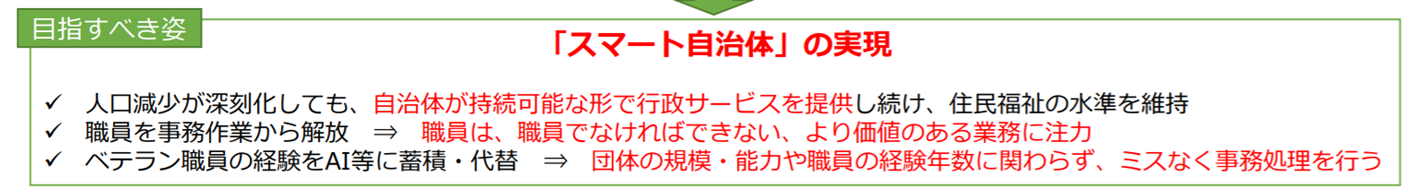 目指すべき姿
「スマート自治体」の実現
✓ 人口減少が深刻化しても、自治体が持続可能な形で行政サービスを提供し続け、住民福祉の水準を維持
✓ 職員を事務作業から解放 ⇒ 職員は、職員でなければできない、より価値のある業務に注力
✓ ベテラン職員の経験をAI等に蓄積・代替 ⇒ 団体の規模・能力や職員の経験年数に関わらず、ミスなく事務処理を行う